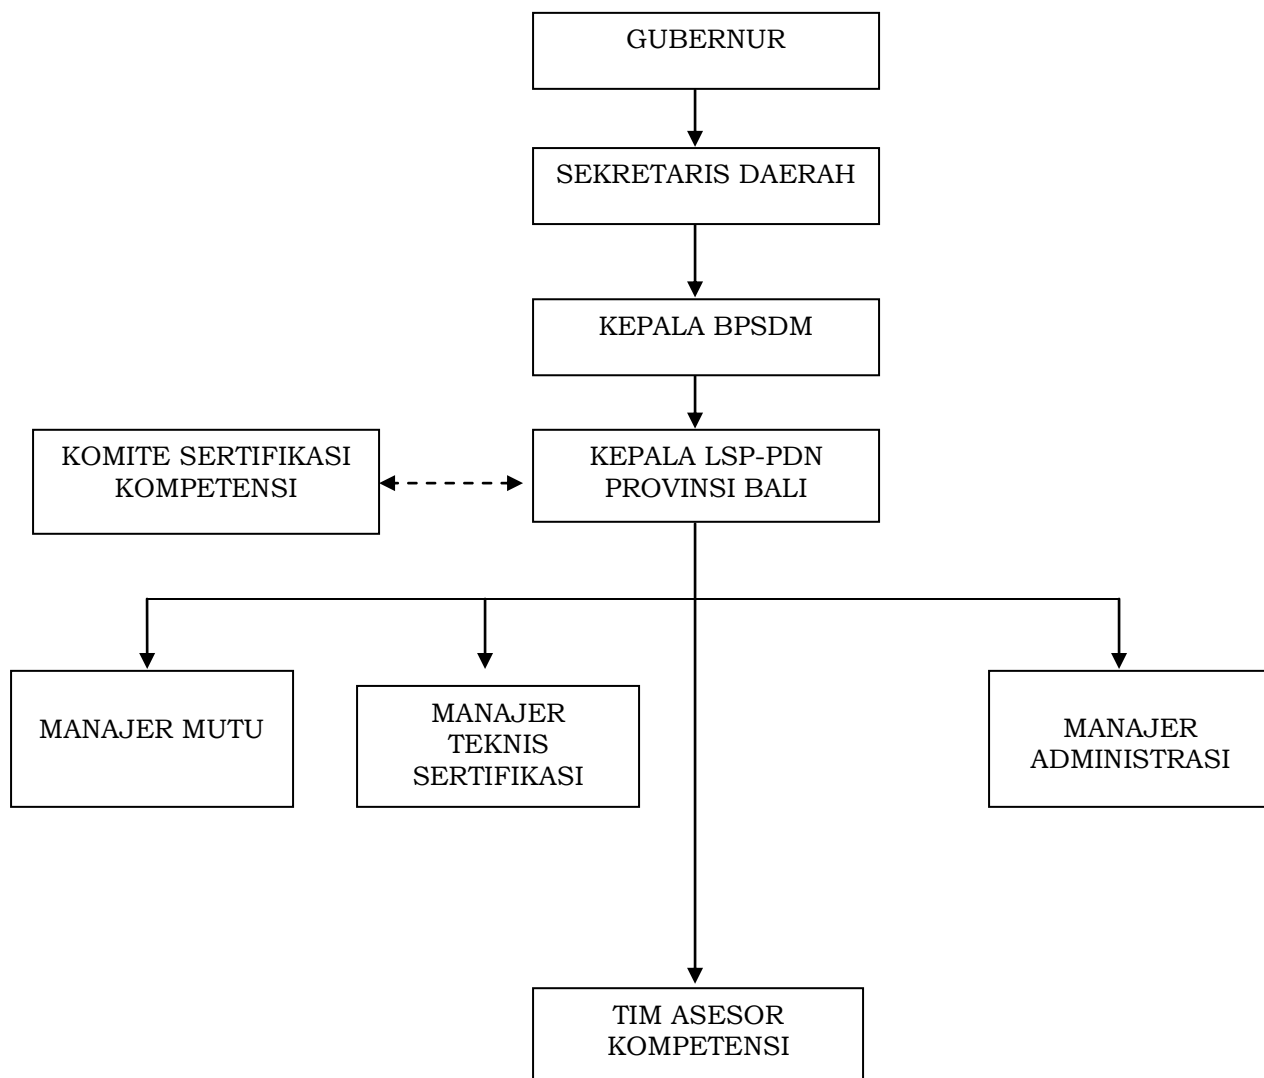 GUBERNUR
SEKRETARIS DAERAH
KEPALA BPSDM
KOMITE SERTIFIKASI
KOMPETENSI
KEPALA LSP-PDN
PROVINSI BALI
MANAJER MUTU
MANAJER
TEKNIS
SERTIFIKASI
MANAJER
ADMINISTRASI
TIM ASESOR
KOMPETENSI